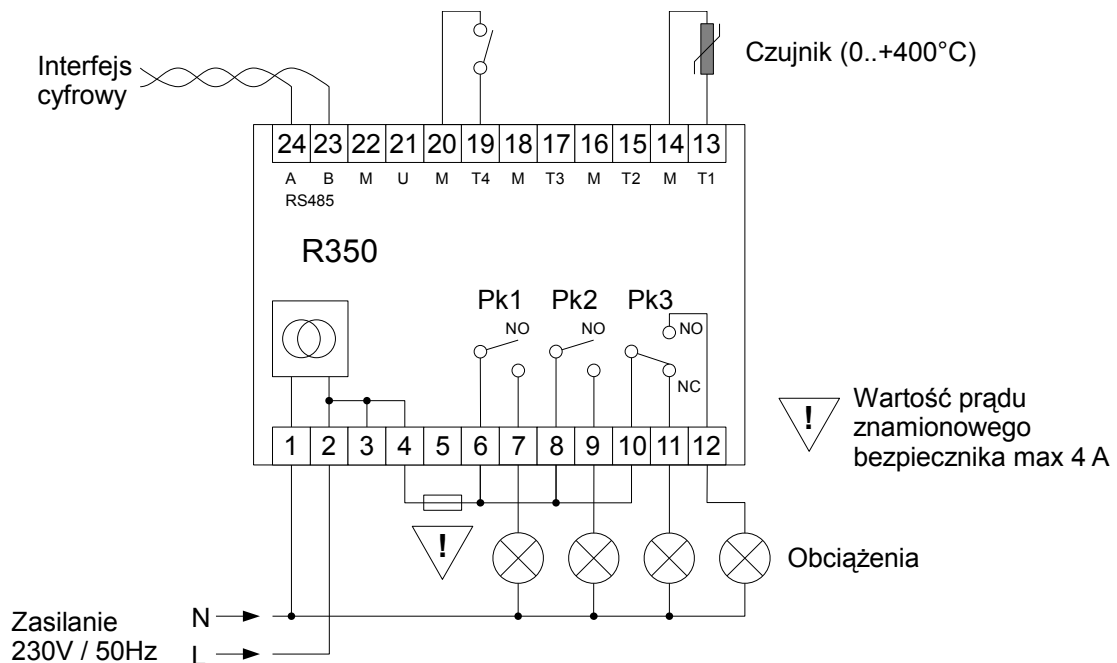 Interfejs
cyfrowy
Czujnik (0..+400°C)
24 23 22 21 20 19 18 17 16 15 14 13
A B M U M T4 M T3 M T2 M T1
RS485
R350
Pk1 Pk2 Pk3
NO NO NO
NC
1 2 3 4 5 6 7 8 9 10 11 12
! Wartość prądu
znamionowego
bezpiecznika max 4 A
!
Obciążenia
Zasilanie
230V / 50Hz
N
L